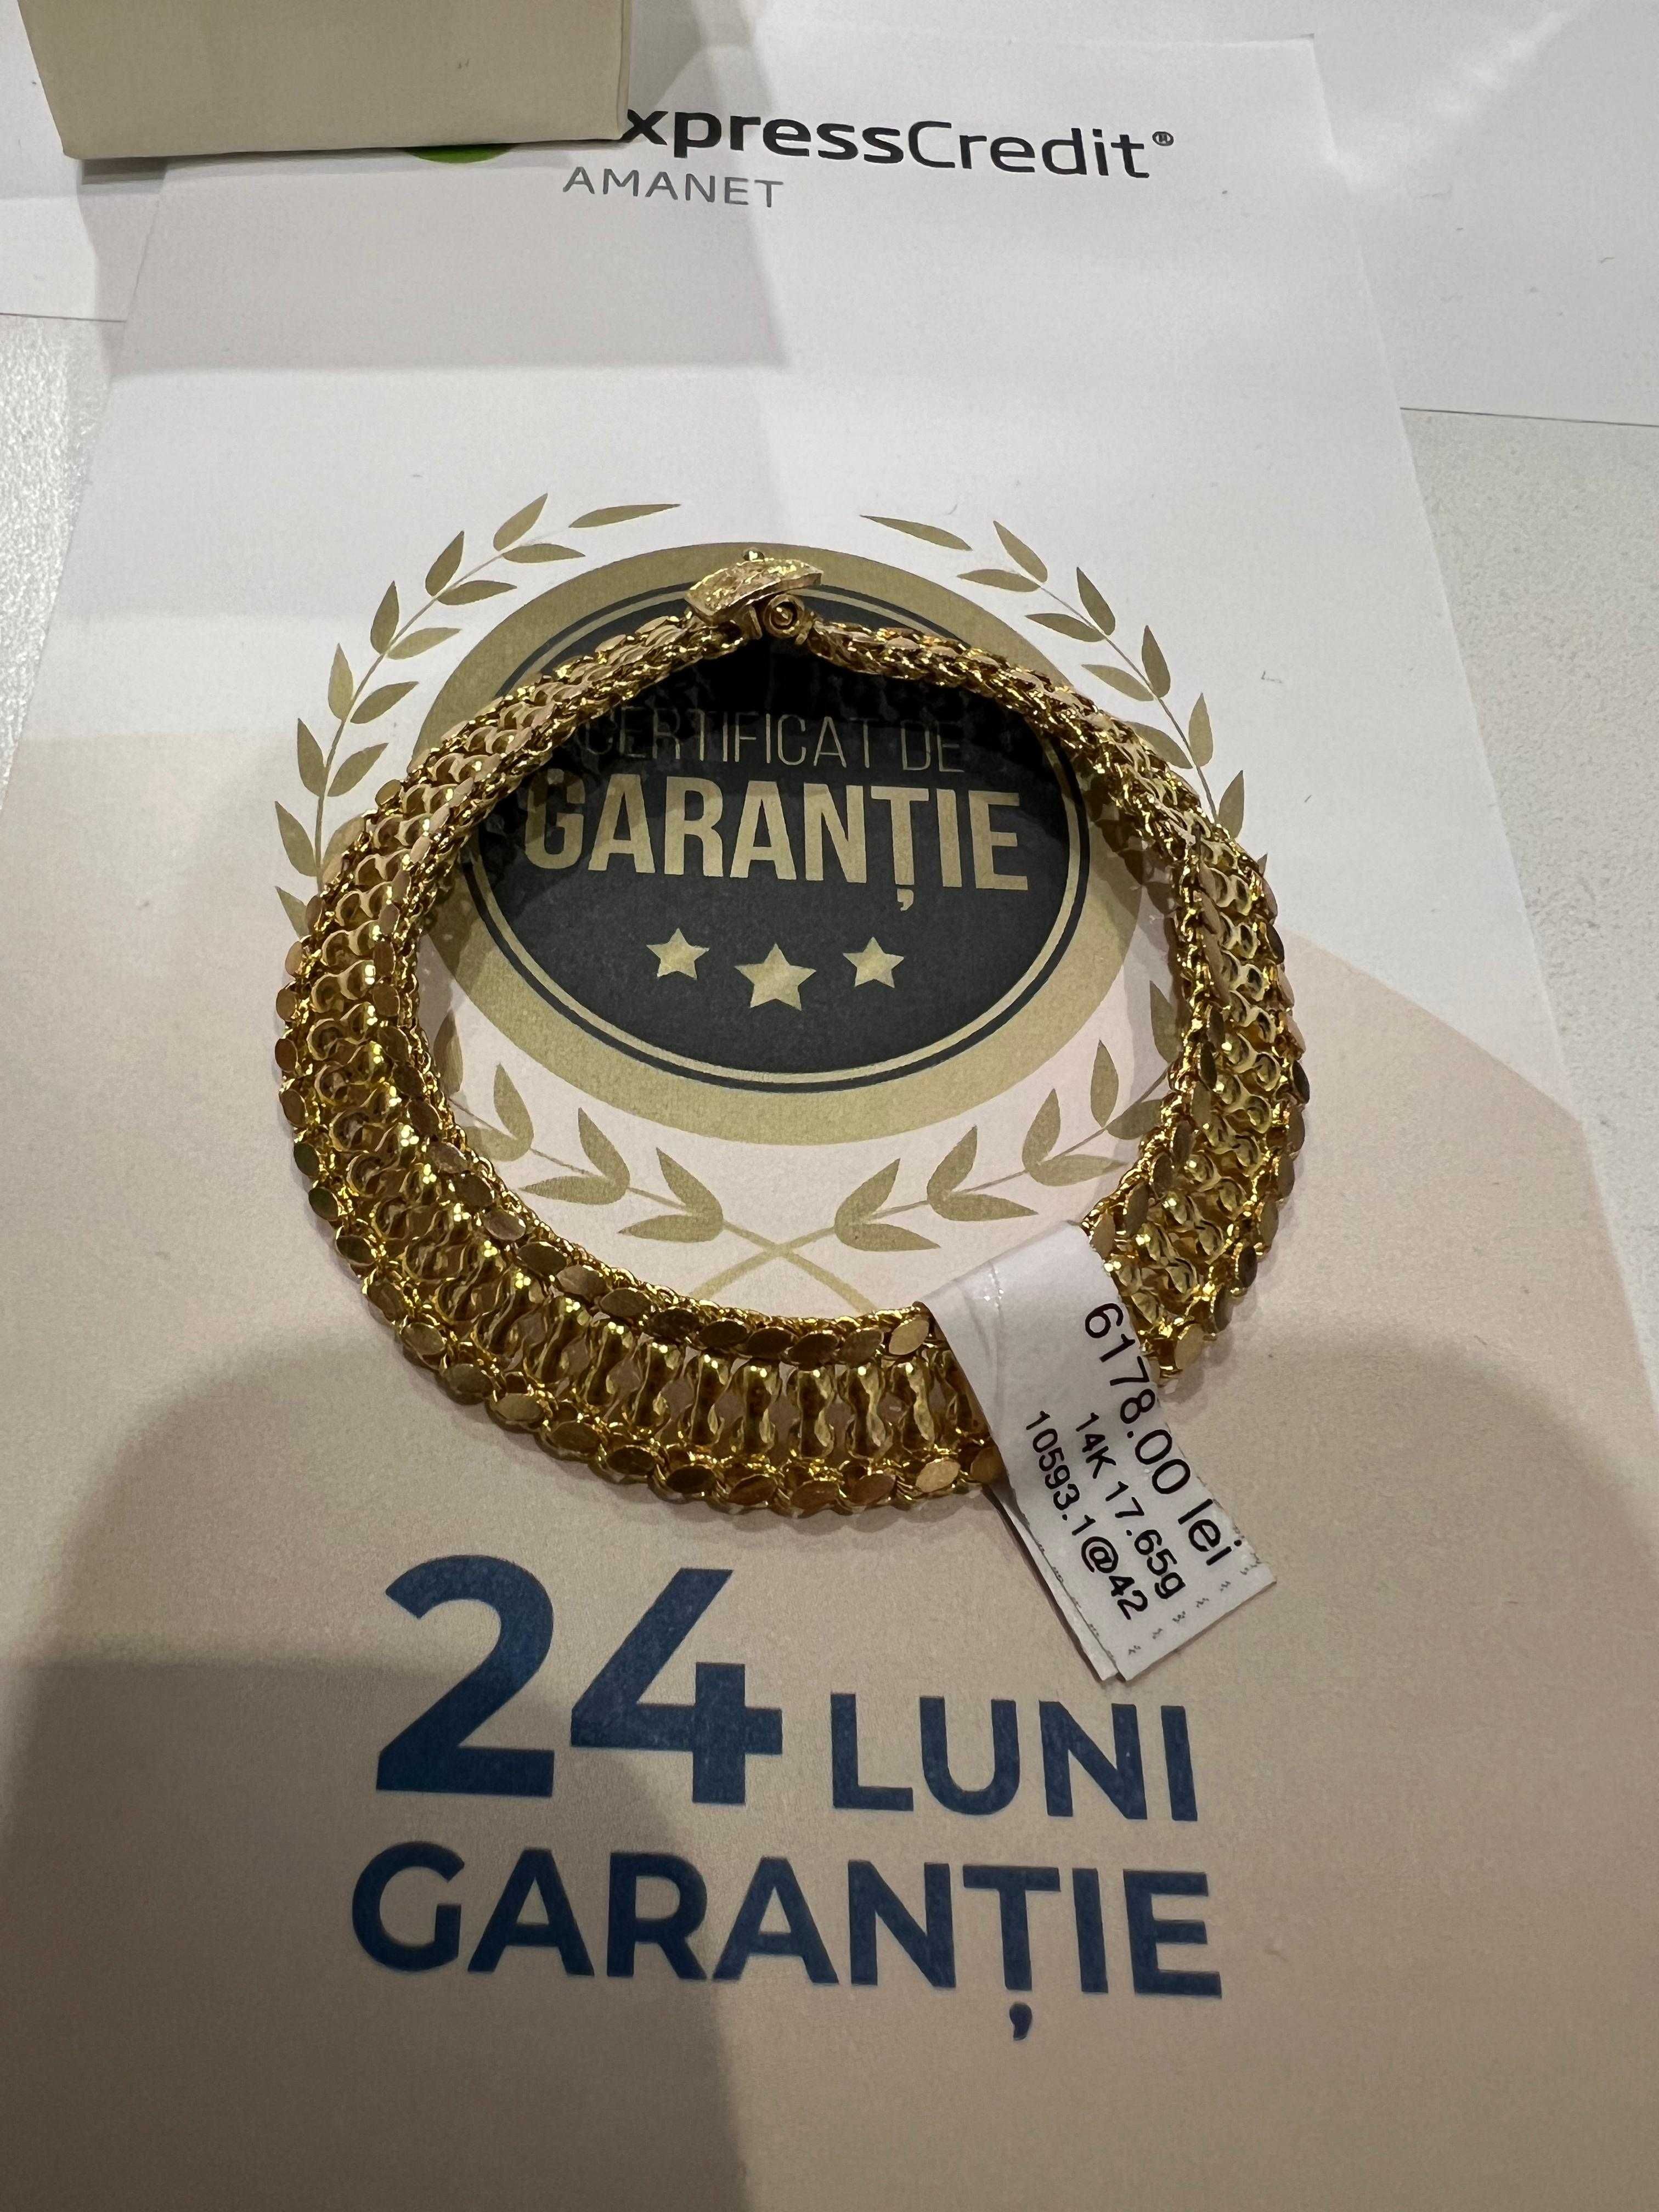 xpressCredit®
AMANET
CERTIFICAT DE
GARANȚIE
6178.00 lei
14K 17.65g
10593.1@42
24 LUNI
GARANȚIE